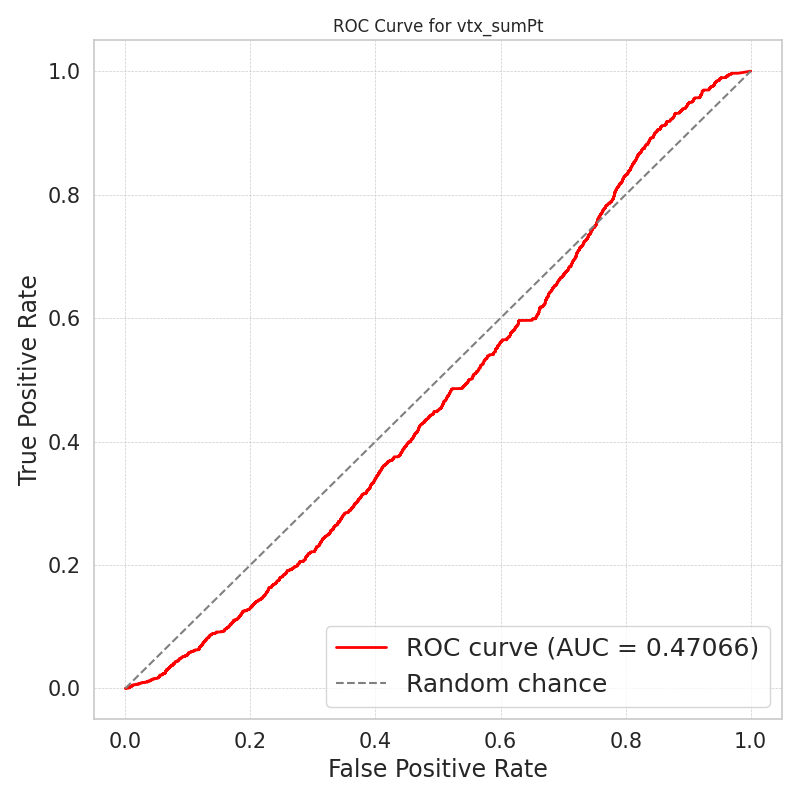 ROC Curve for vtx_sumPt
1.0
0.8
0.6
0.4
0.2
0.0
True Positive Rate
ROC curve (AUC = 0.47066)
Random chance
0.0 0.2 0.4 0.6 0.8 1.0
False Positive Rate